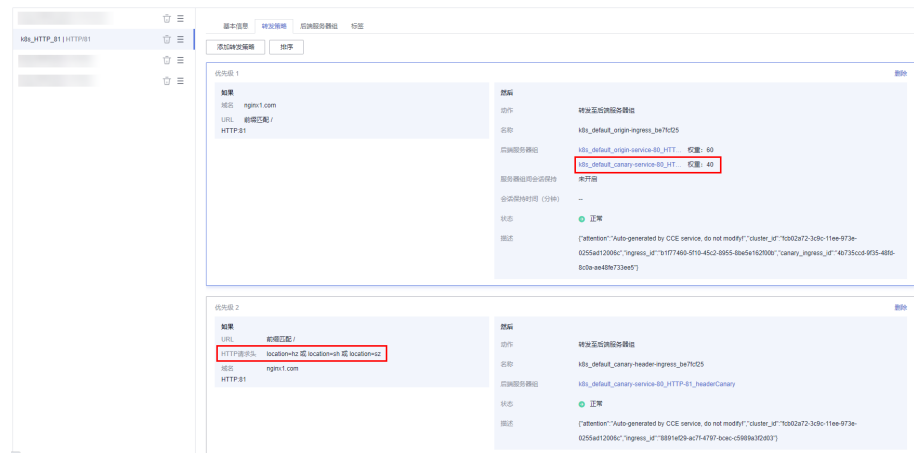 基本信息 转发策略 后端服务器组 标签
k8s_HTTP_81 | HTTP/81
添加转发策略 排序
优先级 1 删除
如果 然后
域名 nginx1.com
动作 转发至后端服务器组
URL 前缀匹配 /
HTTP:81
名称 k8s_default_origin-ingress_be7fcf25
后端服务器组 k8s_default_origin-service-80_HTT... 权重：60
k8s_default_canary-service-80_HT... 权重：40
服务器组间会话保持 未开启
会话保持时间（分钟） --
状态 正常
描述 {"attention":"Auto-generated by CCE service, do not modify!","cluster_id":"fcb02a72-3c9c-11ee-973e-
0255ad12006c","ingress_id":"b1f77460-5f10-45c2-8955-8be5e162f00b","canary_ingress_id":"4b735ccd-9f35-48fd-
8c0a-ae48fe733ee5"}
优先级 2 删除
如果 然后
URL 前缀匹配 /
动作 转发至后端服务器组
HTTP请求头 location=hz 或 location=sh 或 location=sz
域名 nginx1.com
HTTP:81
名称 k8s_default_canary-header-ingress_be7fcf25
后端服务器组 k8s_default_canary-service-80_HTTP-81_headerCanary
状态 正常
描述 {"attention":"Auto-generated by CCE service, do not modify!","cluster_id":"fcb02a72-3c9c-11ee-973e-
0255ad12006c","ingress_id":"8891ef29-ac7f-4797-bcec-c5989a3f2d03"}